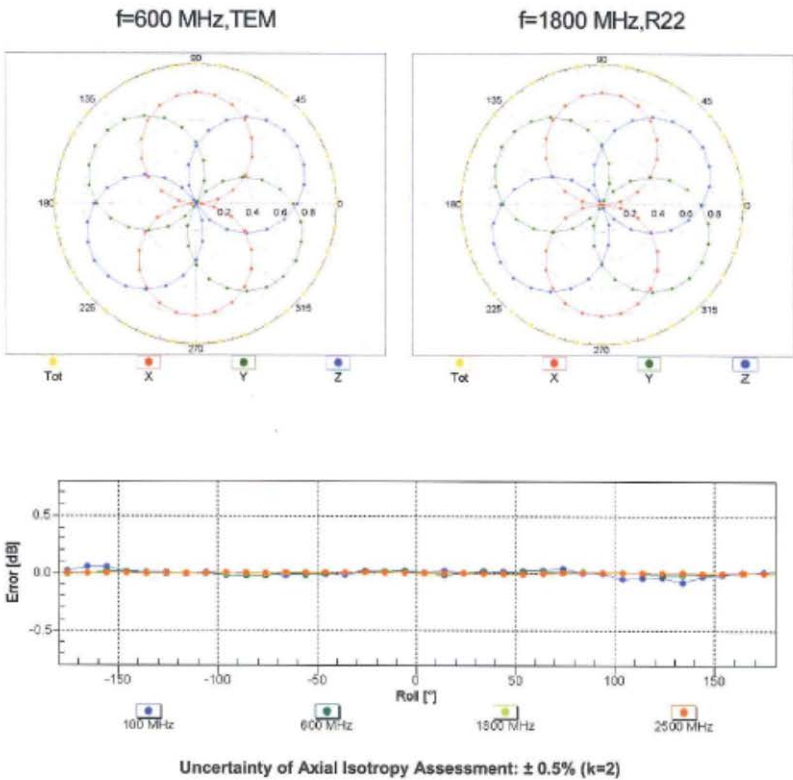 f=600 MHz,TEM
f=1800 MHz,R22
90
135
45
180
0.2 0.4 0.6 0.8
0
225
315
270
Tot X Y Z
90
135
45
180
0.2 0.4 0.6 0.8
0
225
315
270
Tot X Y Z
Error [dB]
0.5
0.0
-0.5
-150 -100 -50 0 50 100 150
Roll [°]
100 MHz 600 MHz 1800 MHz 2500 MHz
Uncertainty of Axial Isotropy Assessment: ± 0.5% (k=2)